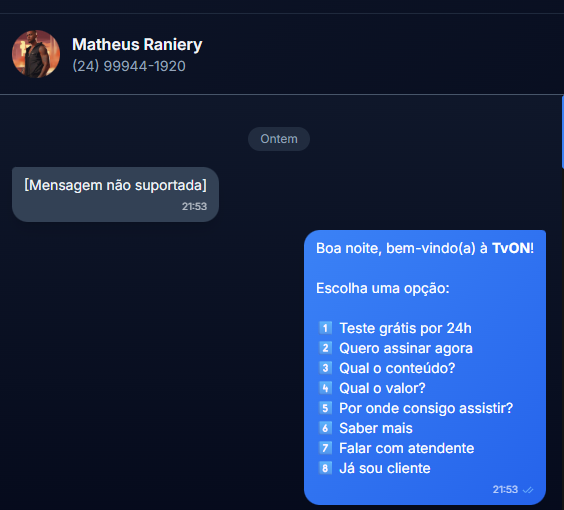 Matheus Raniery
(24) 99944-1920
Ontem
[Mensagem não suportada]
21:53
Boa noite, bem-vindo(a) à TvON!
Escolha uma opção:
1️⃣ Teste grátis por 24h
2️⃣ Quero assinar agora
3️⃣ Qual o conteúdo?
4️⃣ Qual o valor?
5️⃣ Por onde consigo assistir?
6️⃣ Saber mais
7️⃣ Falar com atendente
8️⃣ Já sou cliente
21:53